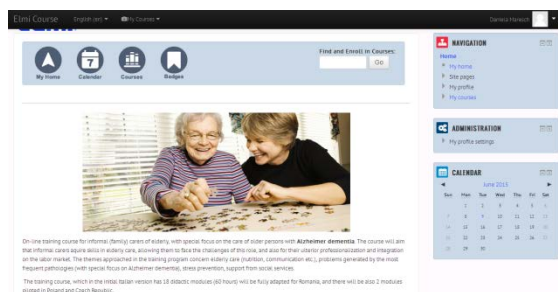 Elmi Course English (en) My Courses
Find and Enroll in Courses:
Go
My Home Calendar Courses Badges
On-line training course for informal (family) carers of elderly, with special focus on the care of older persons with Alzheimer dementia. The course will aim
that informal carers aquire skills in elderly care, allowing them to face the challenges of this role, and also for their ulterior professionalization and integration
on the labor market. The themes approached in the training program concern elderly care (nutrition, communication etc.), problems generated by the most
frequent pathologies (with special focus on Alzheimer dementia), stress prevention, support from social services.
The training course, which in the initial Italian version has 18 didactic modules (60 hours) will be fully adapted for Romania, and there will be also 2 modules
piloted in Poland and Czech Republic.
NAVIGATION
Home
My home
Site pages
My profile
My courses
ADMINISTRATION
My profile settings
CALENDAR
June 2015
Sun Mon Tue Wed Thu Fri Sat
1 2 3 4 5 6
7 8 9 10 11 12 13
14 15 16 17 18 19 20
21 22 23 24 25 26 27
28 29 30